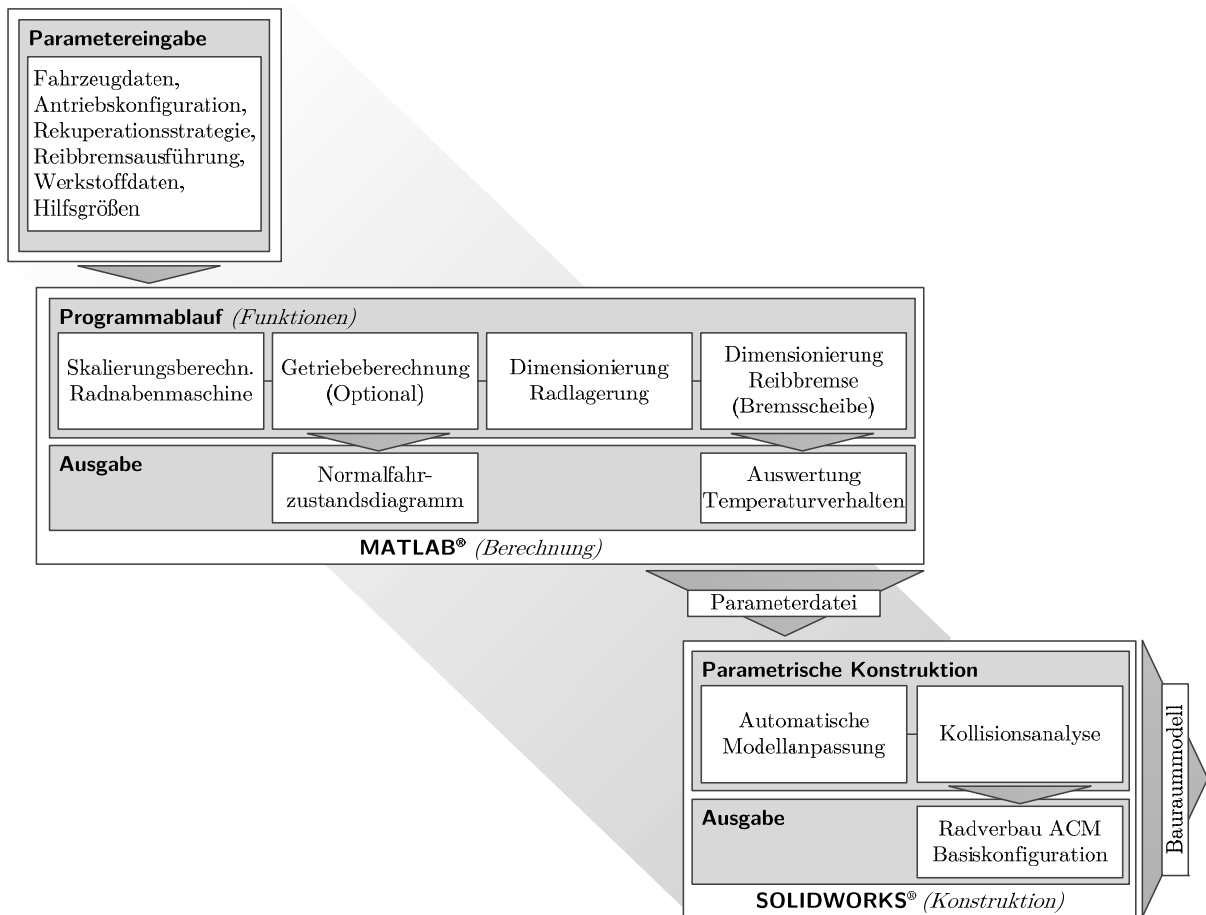 Parametereingabe
Fahrzeugdaten,
Antriebskonfiguration,
Rekuperationsstrategie,
Reibbremsausführung,
Werkstoffdaten,
Hilfsgrößen
Programmablauf (Funktionen)
Skalierungsberechn.
Radnabenmaschine
Getriebeberechnung
(Optional)
Dimensionierung
Radlagerung
Dimensionierung
Reibbremse
(Bremsscheibe)
Ausgabe
Normalfahr-
zustandsdiagramm
Auswertung
Temperaturverhalten
MATLAB® (Berechnung)
Parameterdatei
Parametrische Konstruktion
Automatische
Modellanpassung
Kollisionsanalyse
Ausgabe
Radverbau ACM
Basiskonfiguration
SOLIDWORKS® (Konstruktion)
Bauraummodell